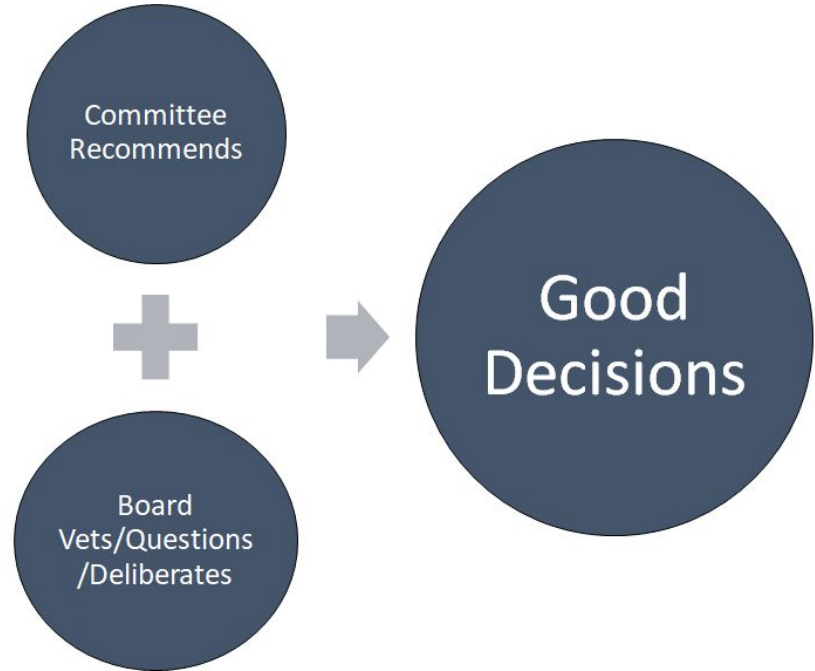 Committee
Recommends
Good
Decisions
Board
Vets/Questions
/Deliberates